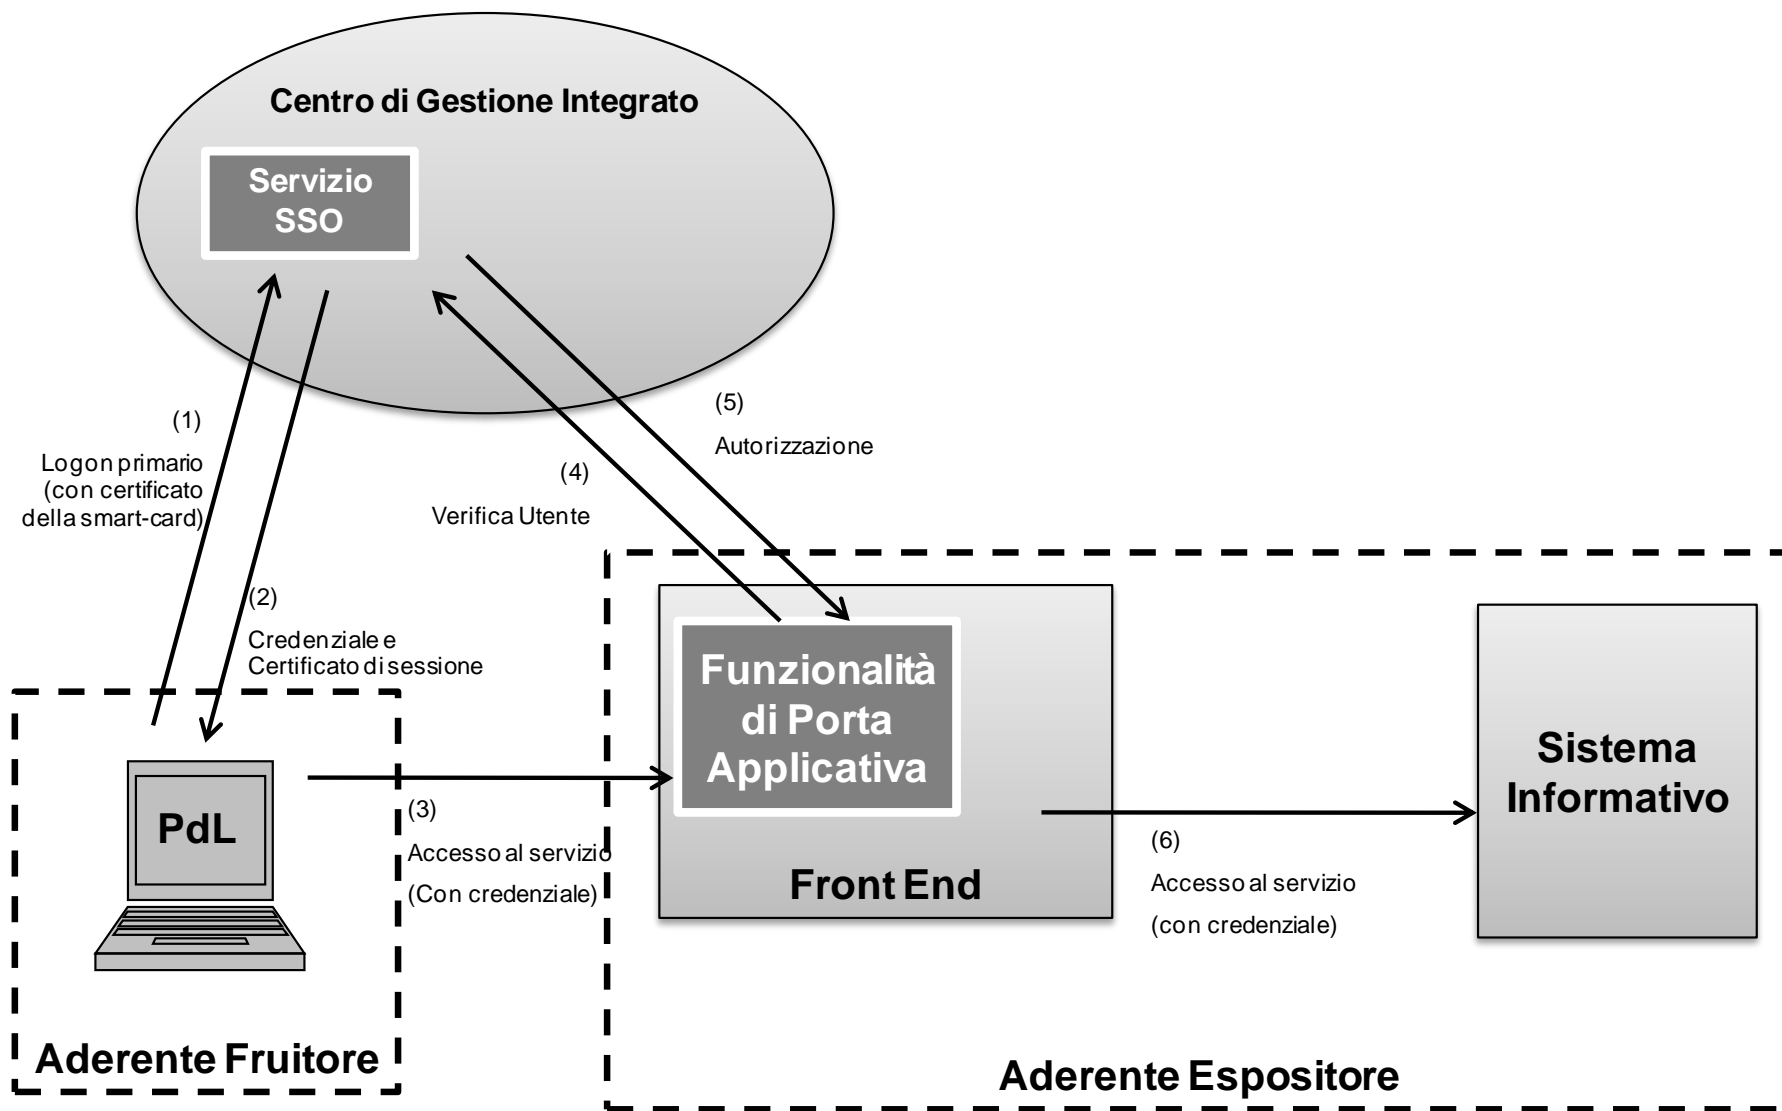 Centro di Gestione Integrato
Servizio
SSO
(1)
Logon primario
(con certificato
della smart-card)
(2)
Credenziale e
Certificato di sessione
(5)
Autorizzazione
(4)
Verifica Utente
PdL
Aderente Fruitore
(3)
Accesso al servizio
(Con credenziale)
Funzionalità
di Porta
Applicativa
Front End
(6)
Accesso al servizio
(con credenziale)
Sistema
Informativo
Aderente Espositore